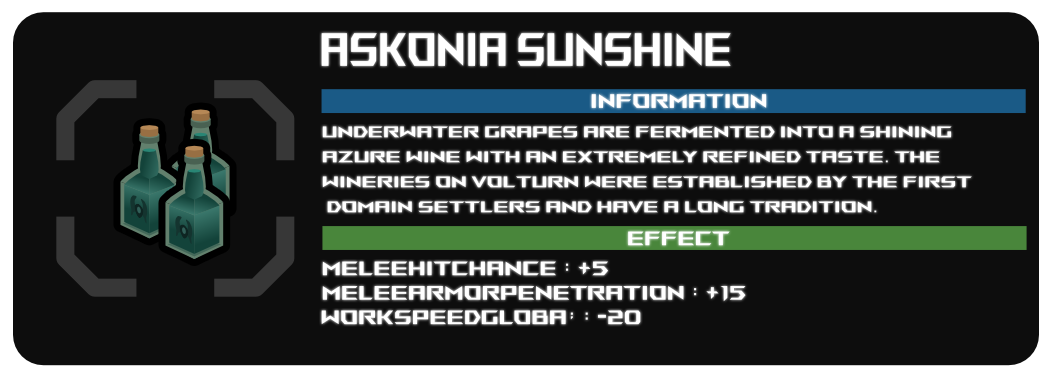 ASKONIA SUNSHINE
INFORMATION
UNDERWATER GRAPES ARE FERMENTED INTO A SHINING
AZURE WINE WITH AN EXTREMELY REFINED TASTE. THE
WINERIES ON VOLTURN WERE ESTABLISHED BY THE FIRST
DOMAIN SETTLERS AND HAVE A LONG TRADITION.
EFFECT
MELEEHITCHANCE : +5
MELEEARMORPENETRATION : +15
WORKSPEEDGLOBA: : -20